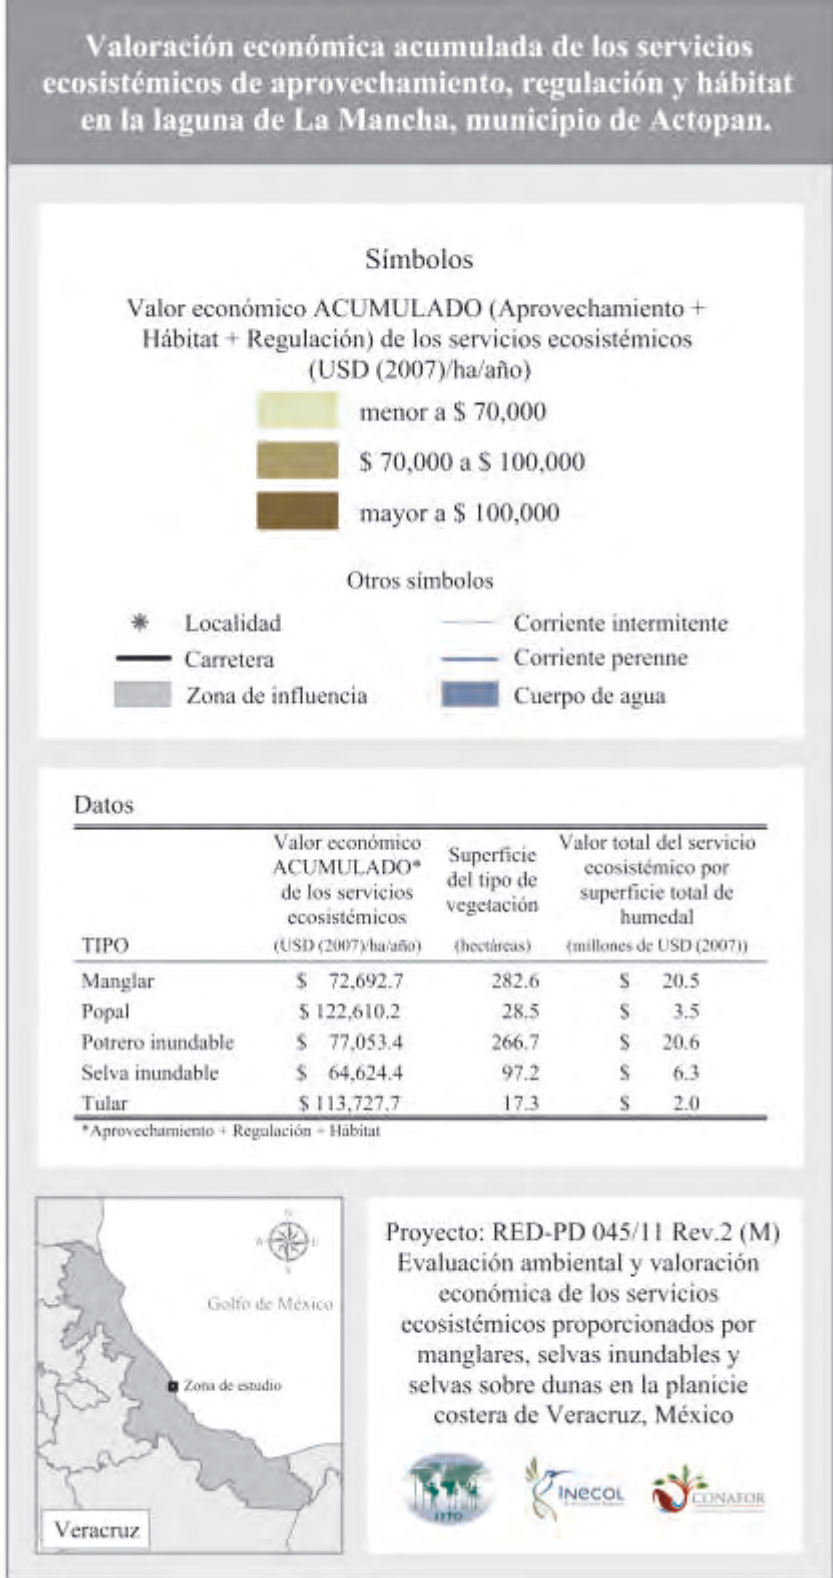 Valoración económica acumulada de los servicios
ecosistémicos de aprovechamiento, regulación y hábitat
en la laguna de La Mancha, municipio de Actopan.
Símbolos
Valor económico ACUMULADO (Aprovechamiento +
Hábitat + Regulación) de los servicios ecosistémicos
(USD (2007)/ha/año)
menor a $ 70,000
$ 70,000 a $ 100,000
mayor a $ 100,000
Otros símbolos
Localidad
Corriente intermitente
Carretera
Corriente perenne
Zona de influencia
Cuerpo de agua
Datos
Valor económico
ACUMULADO*
de los servicios
ecosistémicos
Superficie
del tipo de
vegetación
Valor total del servicio
ecosistémico por
superficie total de
humedal
TIPO (USD (2007)/ha/año) (hectáreas) (millones de USD (2007))
Manglar $ 72,692.7 282.6 $ 20.5
Popal $ 122,610.2 28.5 $ 3.5
Potrero inundable $ 77,053.4 266.7 $ 20.6
Selva inundable $ 64,624.4 97.2 $ 6.3
Tular $ 113,727.7 17.3 $ 2.0
*Aprovechamiento + Regulación + Hábitat
Golfo de México
Zona de estudio
Veracruz
Proyecto: RED-PD 045/11 Rev.2 (M)
Evaluación ambiental y valoración
económica de los servicios
ecosistémicos proporcionados por
manglares, selvas inundables y
selvas sobre dunas en la planicie
costera de Veracruz, México
ITTO
INECOL
CONAFOR